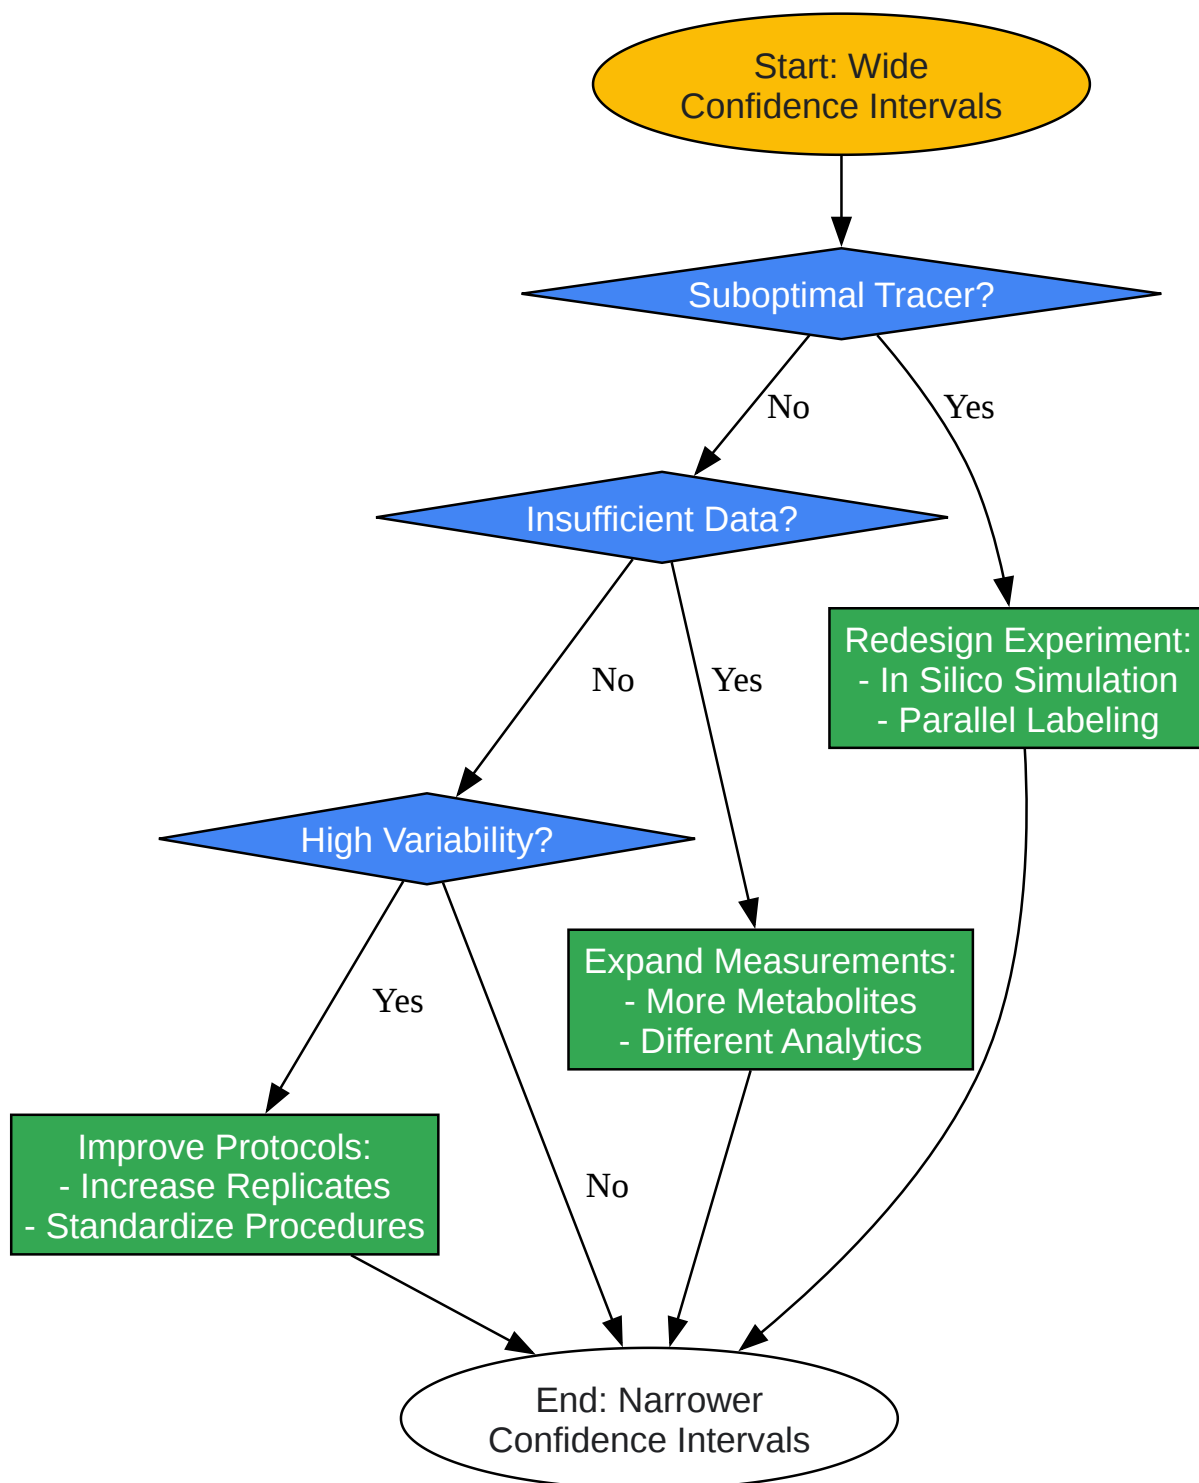 Start: Wide
Confidence Intervals
Suboptimal Tracer?
No
Yes
Insufficient Data?
No
Yes
Redesign Experiment:
- In Silico Simulation
- Parallel Labeling
High Variability?
Yes
No
Expand Measurements:
- More Metabolites
- Different Analytics
Improve Protocols:
- Increase Replicates
- Standardize Procedures
End: Narrower
Confidence Intervals